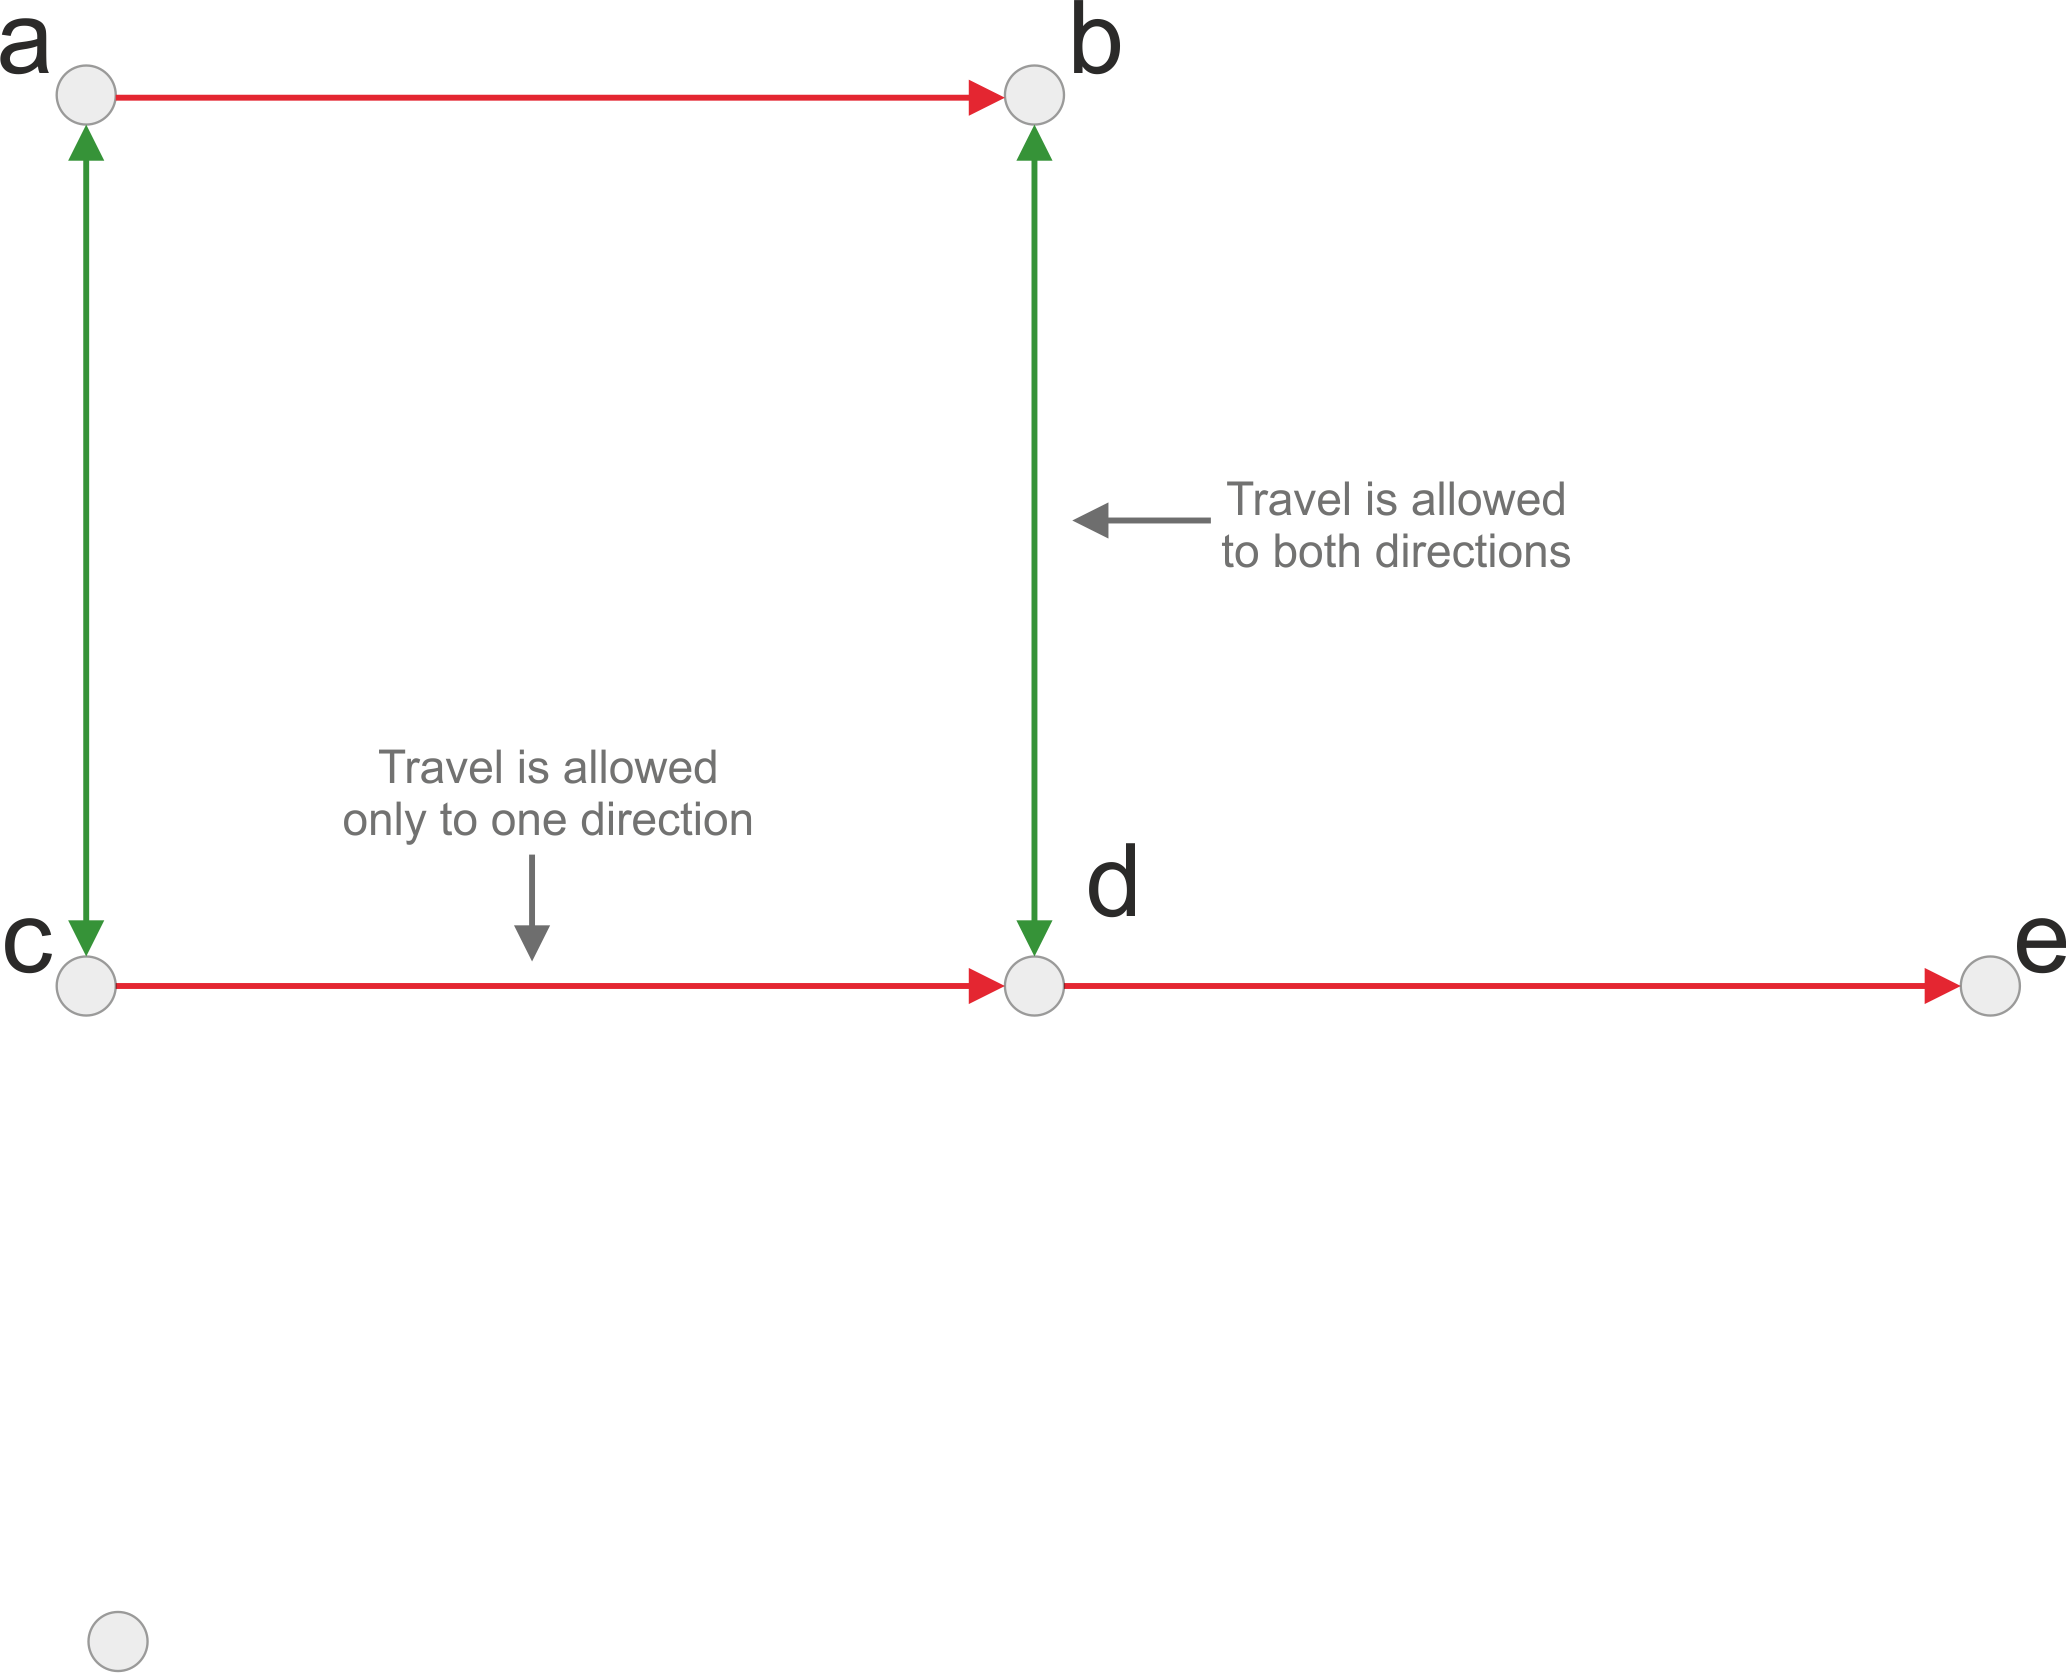 a
b
Travel is allowed
to both directions
Travel is allowed
only to one direction
d
c
e